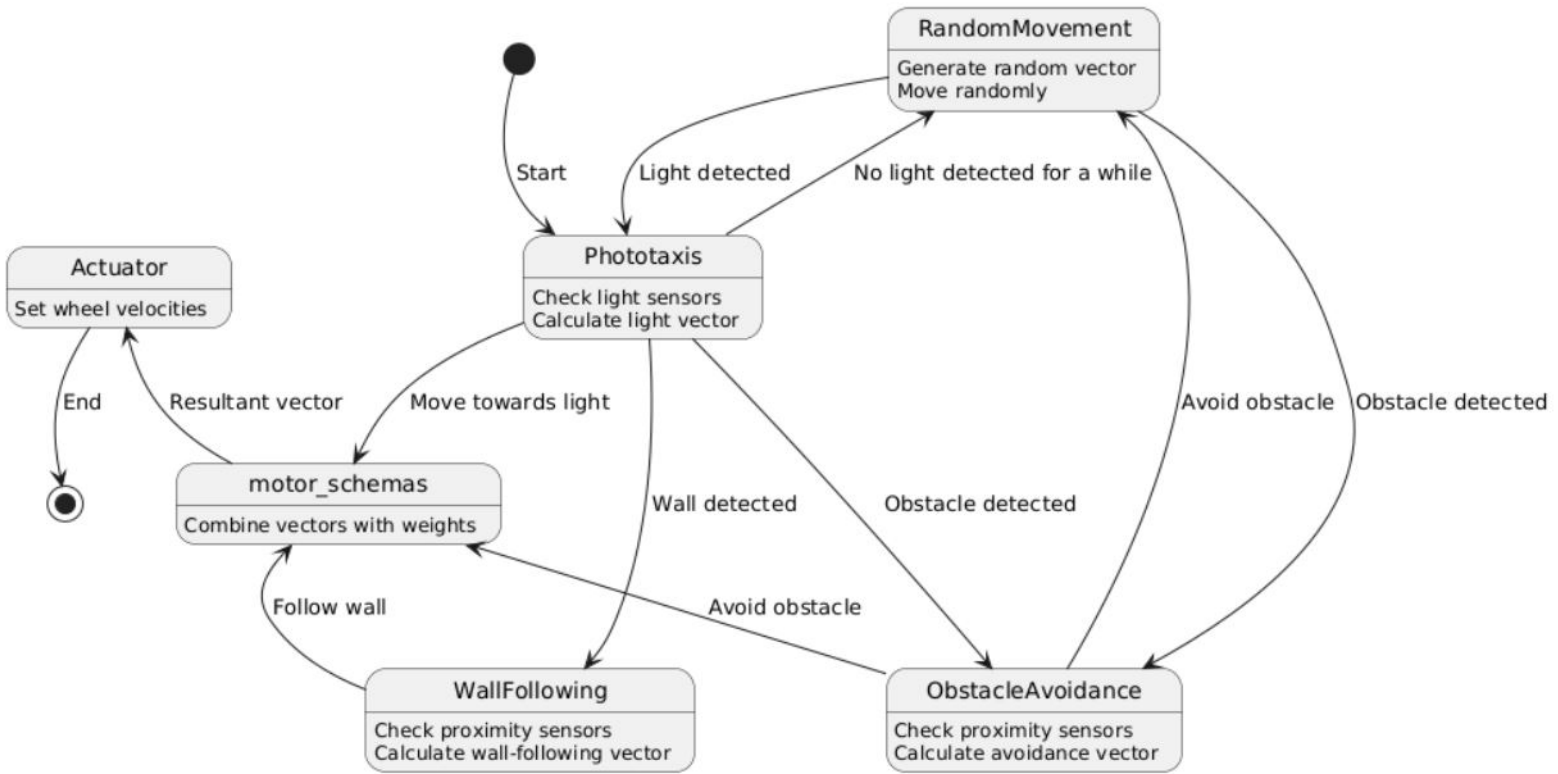 RandomMovement
Generate random vector
Move randomly
Start
Light detected
No light detected for a while
Actuator
Set wheel velocities
Phototaxis
Check light sensors
Calculate light vector
End
Resultant vector
Move towards light
Avoid obstacle
Obstacle detected
motor_schemas
Combine vectors with weights
Wall detected
Obstacle detected
Follow wall
Avoid obstacle
WallFollowing
Check proximity sensors
Calculate wall-following vector
ObstacleAvoidance
Check proximity sensors
Calculate avoidance vector